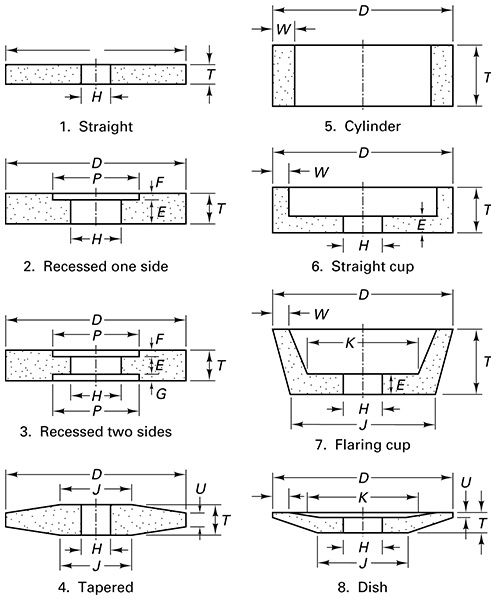 T
H
1. Straight
D
P
F
E
T
H
2. Recessed one side
D
P
F
E
T
H
G
P
3. Recessed two sides
D
J
U
T
H
J
4. Tapered
D
W
T
5. Cylinder
D
W
T
E
H
6. Straight cup
D
W
K
T
E
H
J
7. Flaring cup
D
U
K
T
H
J
8. Dish